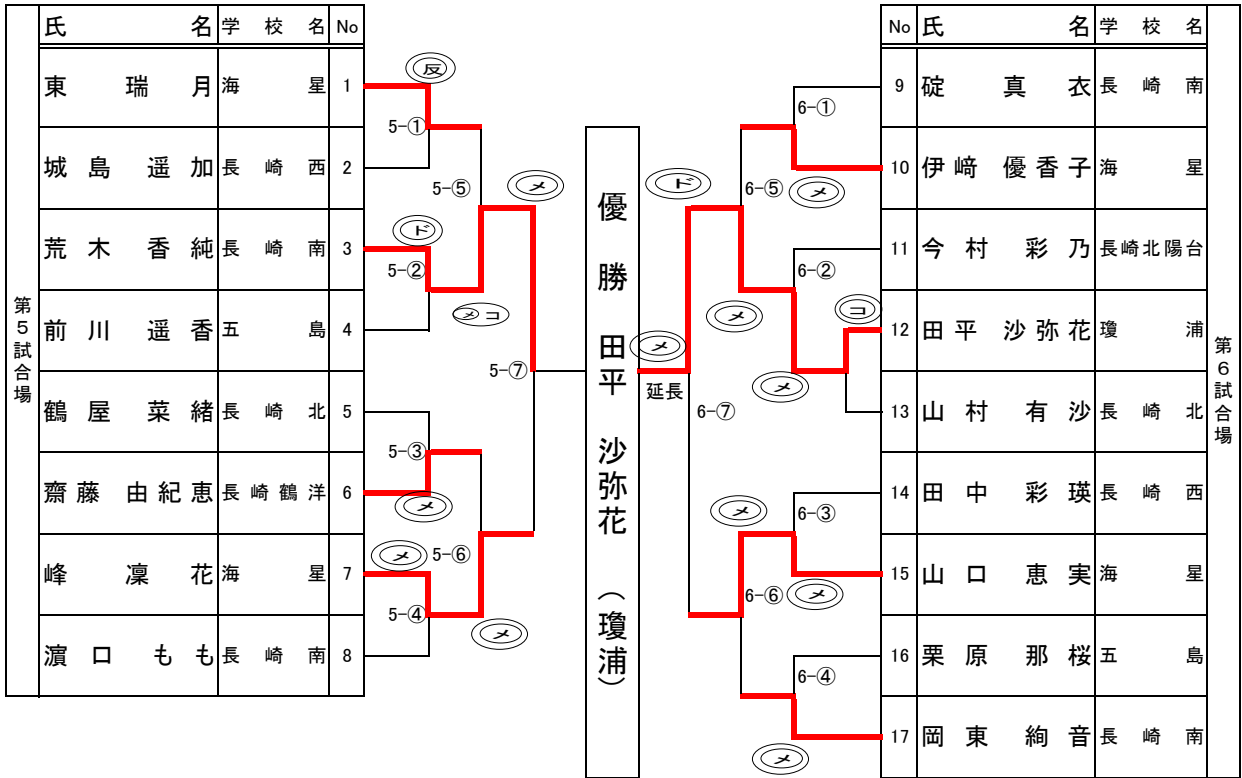 第5試合場
氏 名 学校名 No
東 瑞月 海星 1
城島 遥加 長崎西 2
荒木 香純 長崎南 3
前川 遥香 五島 4
鶴屋 菜緒 長崎北 5
齋藤 由紀恵 長崎鶴洋 6
峰 凜花 海星 7
濵口 もも 長崎南 8
反
5-①
5-⑤
メ
ド
5-②
メコ
5-⑦
5-③
メ
メ
5-⑥
5-④
メ
優勝 田平 沙弥花 （瓊浦）
メ
延長
ド
6-①
6-⑤
メ
6-②
メ
コ
メ
6-⑦
メ
6-③
6-⑥
メ
6-④
メ
No 氏 名 学校名
9 碇 真衣 長崎南
10 伊﨑 優香子 海星
11 今村 彩乃 長崎北陽台
12 田平 沙弥花 瓊浦
13 山村 有沙 長崎北
14 田中 彩瑛 長崎西
15 山口 恵実 海星
16 栗原 那桜 五島
17 岡東 絢音 長崎南
第6試合場